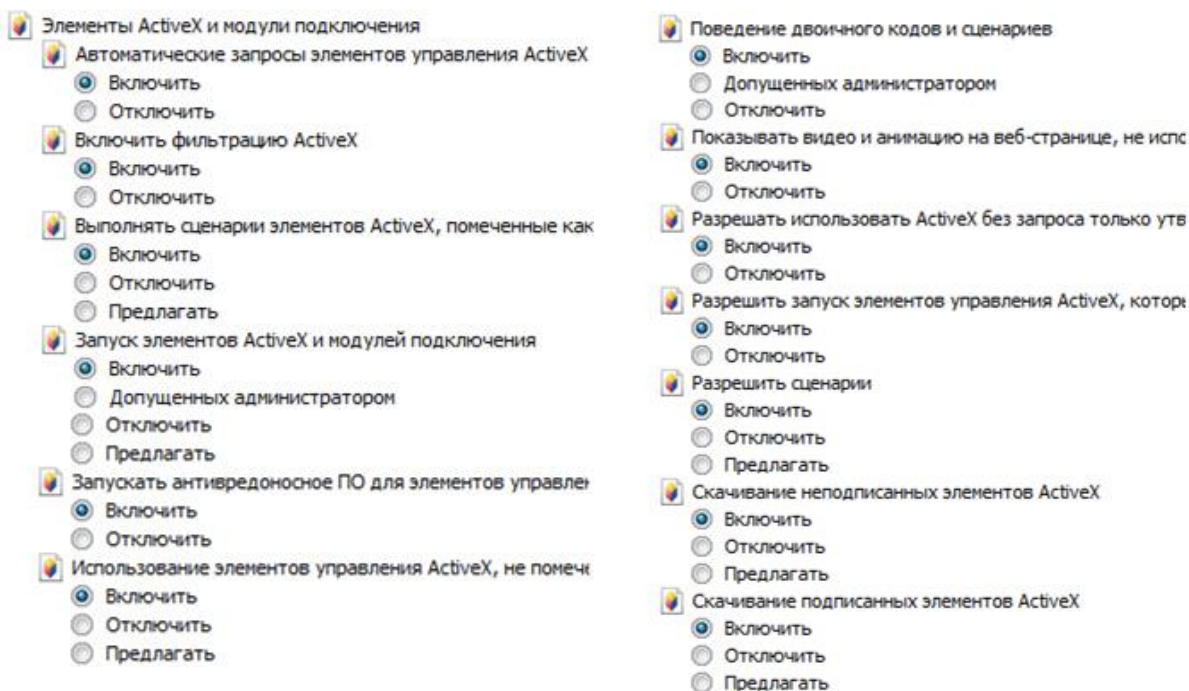 Элементы ActiveX и модули подключения
Автоматические запросы элементов управления ActiveX
Включить
Отключить
Включить фильтрацию ActiveX
Включить
Отключить
Выполнять сценарии элементов ActiveX, помеченные как
Включить
Отключить
Предлагать
Запуск элементов ActiveX и модулей подключения
Включить
Допущенных администратором
Отключить
Предлагать
Запускать антивредоносное ПО для элементов управлен
Включить
Отключить
Использование элементов управления ActiveX, не помече
Включить
Отключить
Предлагать
Поведение двоичного кодов и сценариев
Включить
Допущенных администратором
Отключить
Показывать видео и анимацию на веб-странице, не испо
Включить
Отключить
Разрешать использовать ActiveX без запроса только утв
Включить
Отключить
Разрешить запуск элементов управления ActiveX, которы
Включить
Отключить
Разрешить сценарии
Включить
Отключить
Предлагать
Скачивание неподписанных элементов ActiveX
Включить
Отключить
Предлагать
Скачивание подписанных элементов ActiveX
Включить
Отключить
Предлагать